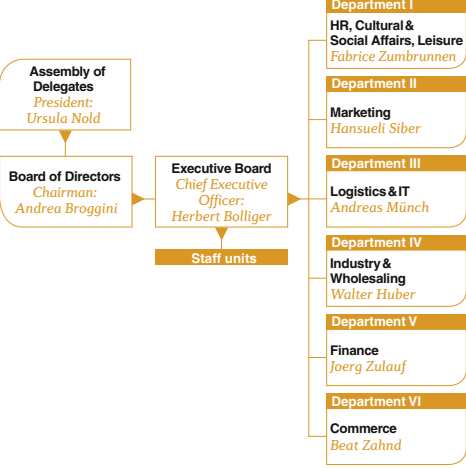 Assembly of
Delegates
President:
Ursula Nold
Board of Directors
Chairman:
Andrea Broggini
Executive Board
Chief Executive
Officer:
Herbert Bolliger
Staff units
Department I
HR, Cultural &
Social Affairs, Leisure
Fabrice Zumbrunnen
Department II
Marketing
Hansueli Siber
Department III
Logistics & IT
Andreas Münch
Department IV
Industry &
Wholesaling
Walter Huber
Department V
Finance
Joerg Zulauf
Department VI
Commerce
Beat Zahnd